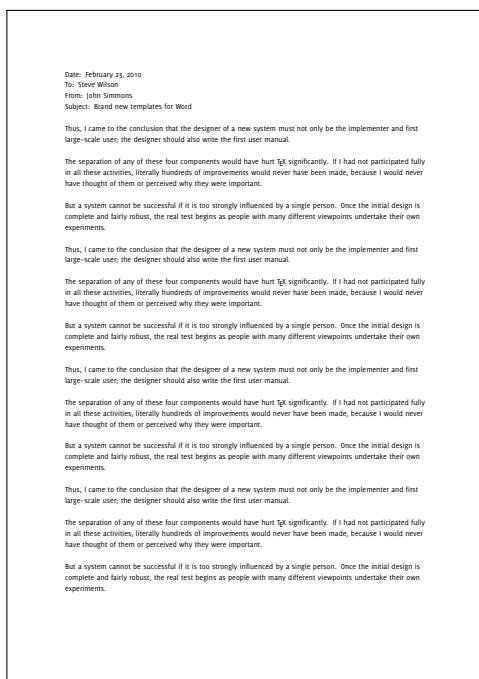 Date: February 23, 2010
To: Steve Wilson
From: John Simmons
Subject: Brand new templates for Word
Thus, I came to the conclusion that the designer of a new system must not only be the implementer and first
large-scale user; the designer should also write the first user manual.
The separation of any of these four components would have hurt TEX significantly. If I had not participated fully
in all these activities, literally hundreds of improvements would never have been made, because I would never
have thought of them or perceived why they were important.
But a system cannot be successful if it is too strongly influenced by a single person. Once the initial design is
complete and fairly robust, the real test begins as people with many different viewpoints undertake their own
experiments.
Thus, I came to the conclusion that the designer of a new system must not only be the implementer and first
large-scale user; the designer should also write the first user manual.
The separation of any of these four components would have hurt TEX significantly. If I had not participated fully
in all these activities, literally hundreds of improvements would never have been made, because I would never
have thought of them or perceived why they were important.
But a system cannot be successful if it is too strongly influenced by a single person. Once the initial design is
complete and fairly robust, the real test begins as people with many different viewpoints undertake their own
experiments.
Thus, I came to the conclusion that the designer of a new system must not only be the implementer and first
large-scale user; the designer should also write the first user manual.
The separation of any of these four components would have hurt TEX significantly. If I had not participated fully
in all these activities, literally hundreds of improvements would never have been made, because I would never
have thought of them or perceived why they were important.
But a system cannot be successful if it is too strongly influenced by a single person. Once the initial design is
complete and fairly robust, the real test begins as people with many different viewpoints undertake their own
experiments.
Thus, I came to the conclusion that the designer of a new system must not only be the implementer and first
large-scale user; the designer should also write the first user manual.
The separation of any of these four components would have hurt TEX significantly. If I had not participated fully
in all these activities, literally hundreds of improvements would never have been made, because I would never
have thought of them or perceived why they were important.
But a system cannot be successful if it is too strongly influenced by a single person. Once the initial design is
complete and fairly robust, the real test begins as people with many different viewpoints undertake their own
experiments.